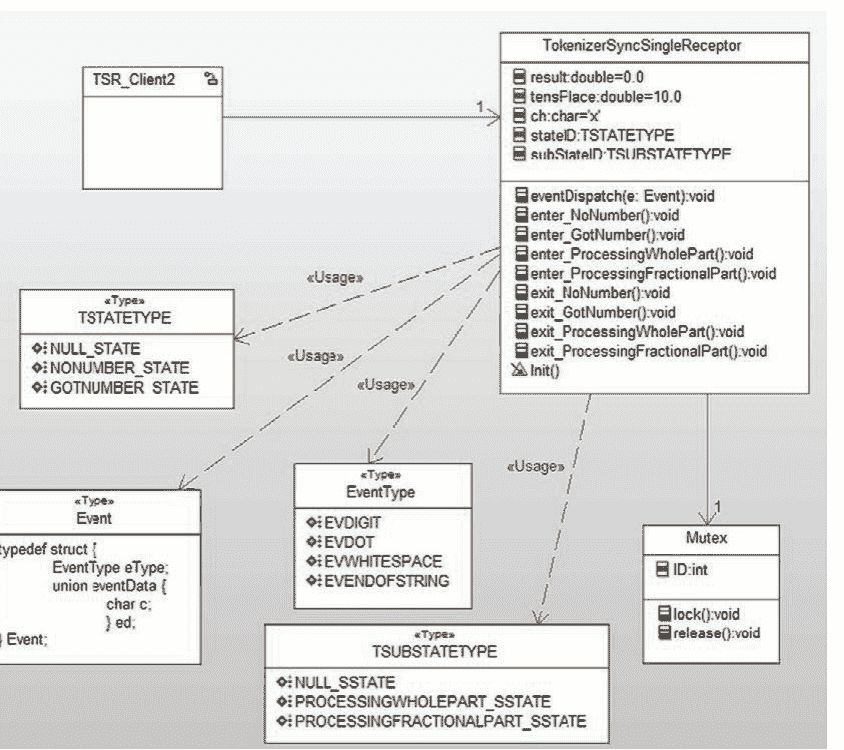 TSR_Client2
1
TokenizerSyncSingleReceptor
result:double=0.0
tensFlace:double=10.0
ch:char='x'
stateID:TSTATETYPE
subStateID:TSUBSTATETYPE
eventDispatch(e: Event):void
enter_NoNumber():void
enter_GotNumber():void
enter_ProcessingWholePart():void
enter_ProcessingFractionalPart():void
exit_NoNumber():void
exit_GotNumber():void
exit_ProcessingWholePart():void
exit_ProcessingFractionalPart():void
Init()
«Usage»
«Usage»
«Usage»
«Usage»
«Type»
TSTATETYPE
NULL_STATE
NONUMBER_STATE
GOTNUMBER_STATE
«Type»
Event
typedef struct {
EventType eType;
union eventData {
char c;
} ed;
} Event;
«Type»
EventType
EVDIGIT
EVDOT
EVWHITESPACE
EVENDOFSTRING
«Type»
TSUBSTATETYPE
NULL_SSTATE
PROCESSINGWHOLEPART_SSTATE
PROCESSINGFRACTIONALPART_SSTATE
1
Mutex
ID:int
lock():void
release():void